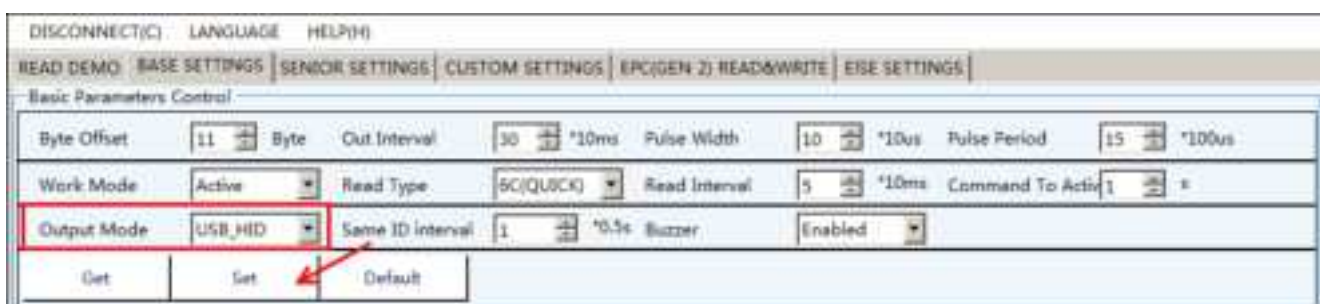 DISCONNECT(C) LANGUAGE HELP(H)
READ DEMO BASE SETTINGS SENIOR SETTINGS CUSTOM SETTINGS EPC(GEN 2) READ&WRITE EISE SETTINGS
Basic Parameters Control
Byte Offset 11 Byte Out Interval 30 *10ms Pulse Width 10 *10us Pulse Period 15 *100us
Work Mode Active Read Type 6C(QUICK) Read Interval 5 *10ms Command To Activ 1 s
Output Mode USB_HID Same ID interval 1 *0.5s Buzzer Enabled
Get Set Default